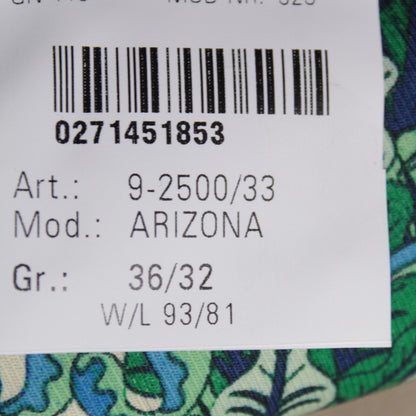 0271451853
Art.: 9-2500/33
Mod.: ARIZONA
Gr.: 36/32
W/L 93/81